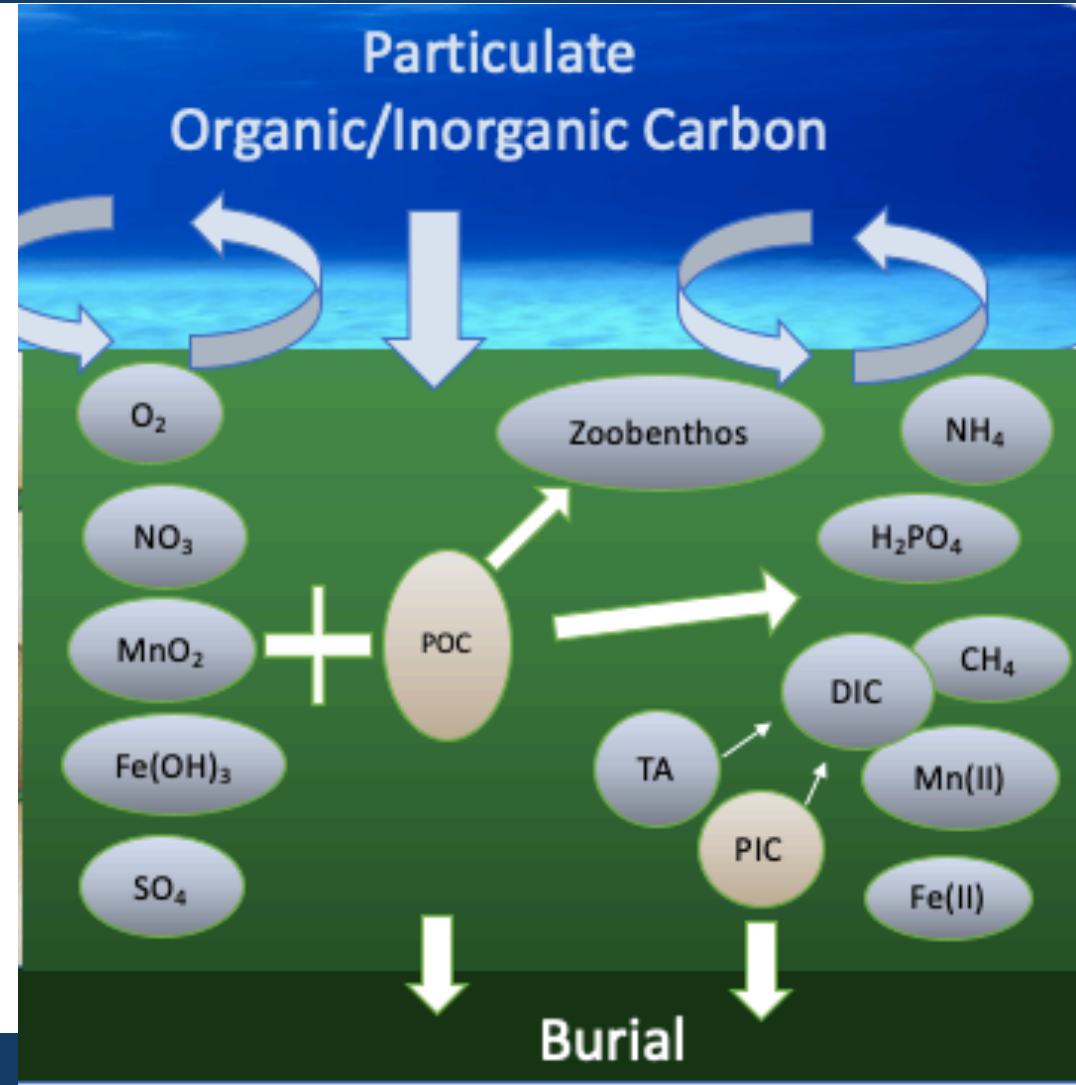 Particulate
Organic/Inorganic Carbon
O₂
Zoobenthos
NH₄
NO₃
H₂PO₄
MnO₂
POC
CH₄
DIC
Fe(OH)₃
TA
Mn(II)
PIC
SO₄
Fe(II)
Burial